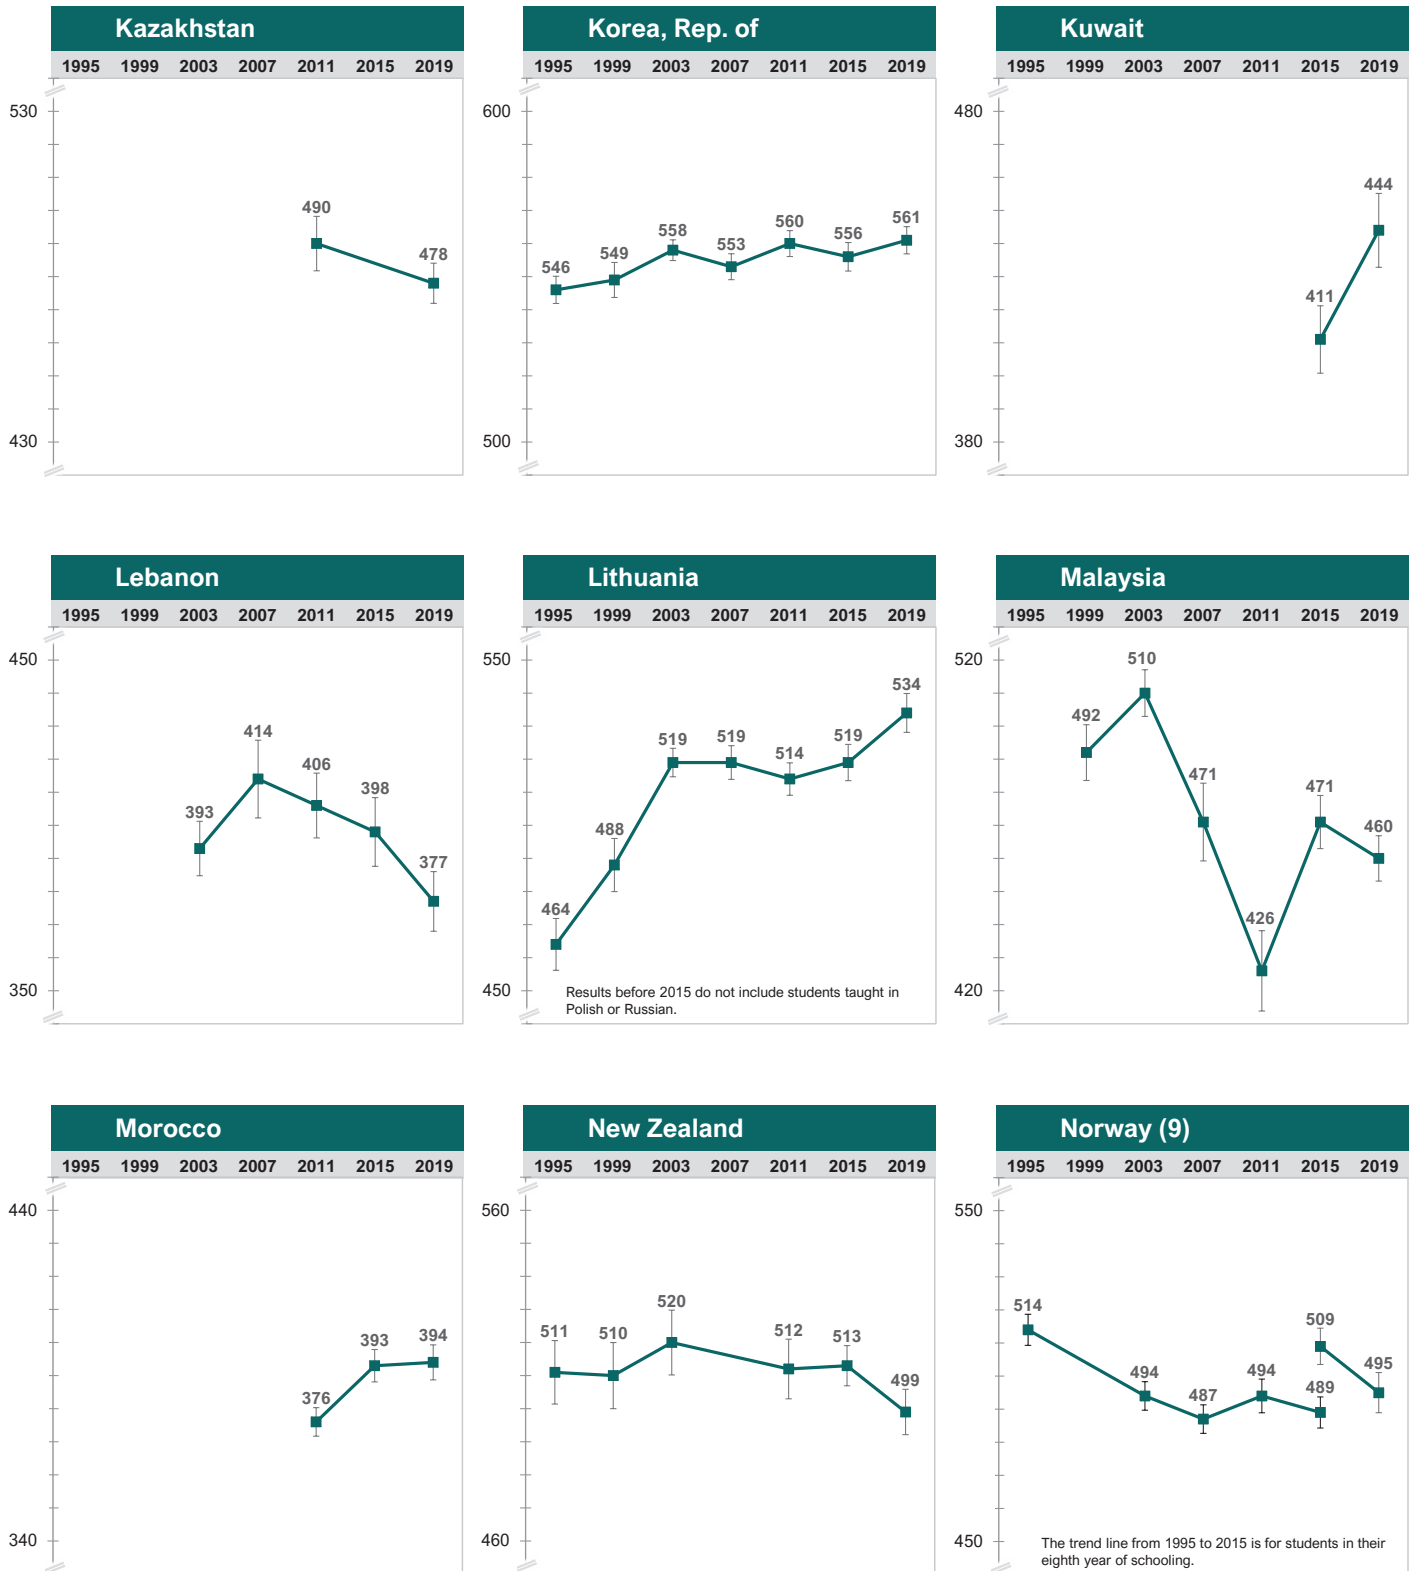 Kazakhstan
1995 1999 2003 2007 2011 2015 2019
530
490
478
430
Korea, Rep. of
1995 1999 2003 2007 2011 2015 2019
600
546 549 558 553 560 556 561
500
Kuwait
1995 1999 2003 2007 2011 2015 2019
480
444
411
380
Lebanon
1995 1999 2003 2007 2011 2015 2019
450
393 414 406 398 377
350
Lithuania
1995 1999 2003 2007 2011 2015 2019
550
464 488 519 519 514 519 534
450
Results before 2015 do not include students taught in
Polish or Russian.
Malaysia
1995 1999 2003 2007 2011 2015 2019
520
492 510 471 426 471 460
420
Morocco
1995 1999 2003 2007 2011 2015 2019
440
376 393 394
340
New Zealand
1995 1999 2003 2007 2011 2015 2019
560
511 510 520 512 513 499
460
Norway (9)
1995 1999 2003 2007 2011 2015 2019
550
514 494 487 494 489
509 495
450
The trend line from 1995 to 2015 is for students in their
eighth year of schooling.